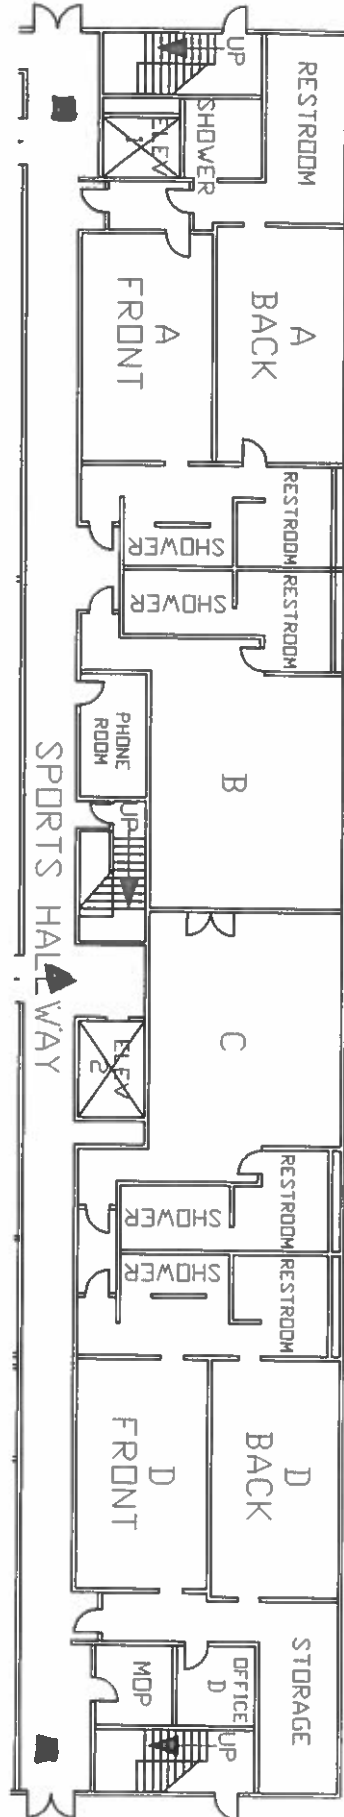 UP
RESTROOM
SHOWER
ELEV
A
FRONT
A
BACK
RESTROOM
SHOWER
RESTROOM
SHOWER
PHONE
ROOM
UP
B
SPORTS HALLWAY
ELEV
2
C
RESTROOM
SHOWER
RESTROOM
SHOWER
D
FRONT
D
BACK
MOP
OFFICE
D
STORAGE
UP